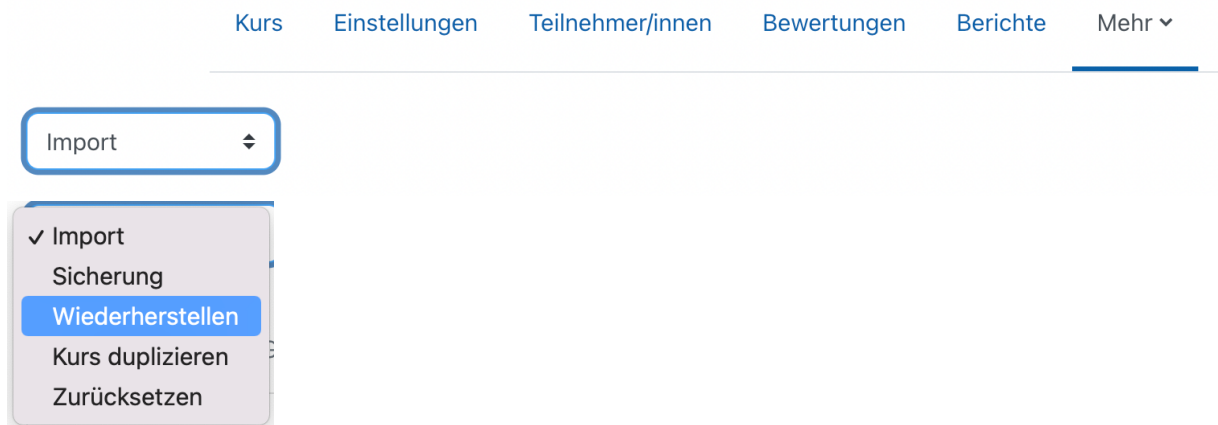 Kurs Einstellungen Teilnehmer/innen Bewertungen Berichte Mehr
Import
Import
Sicherung
Wiederherstellen
Kurs duplizieren
Zurücksetzen